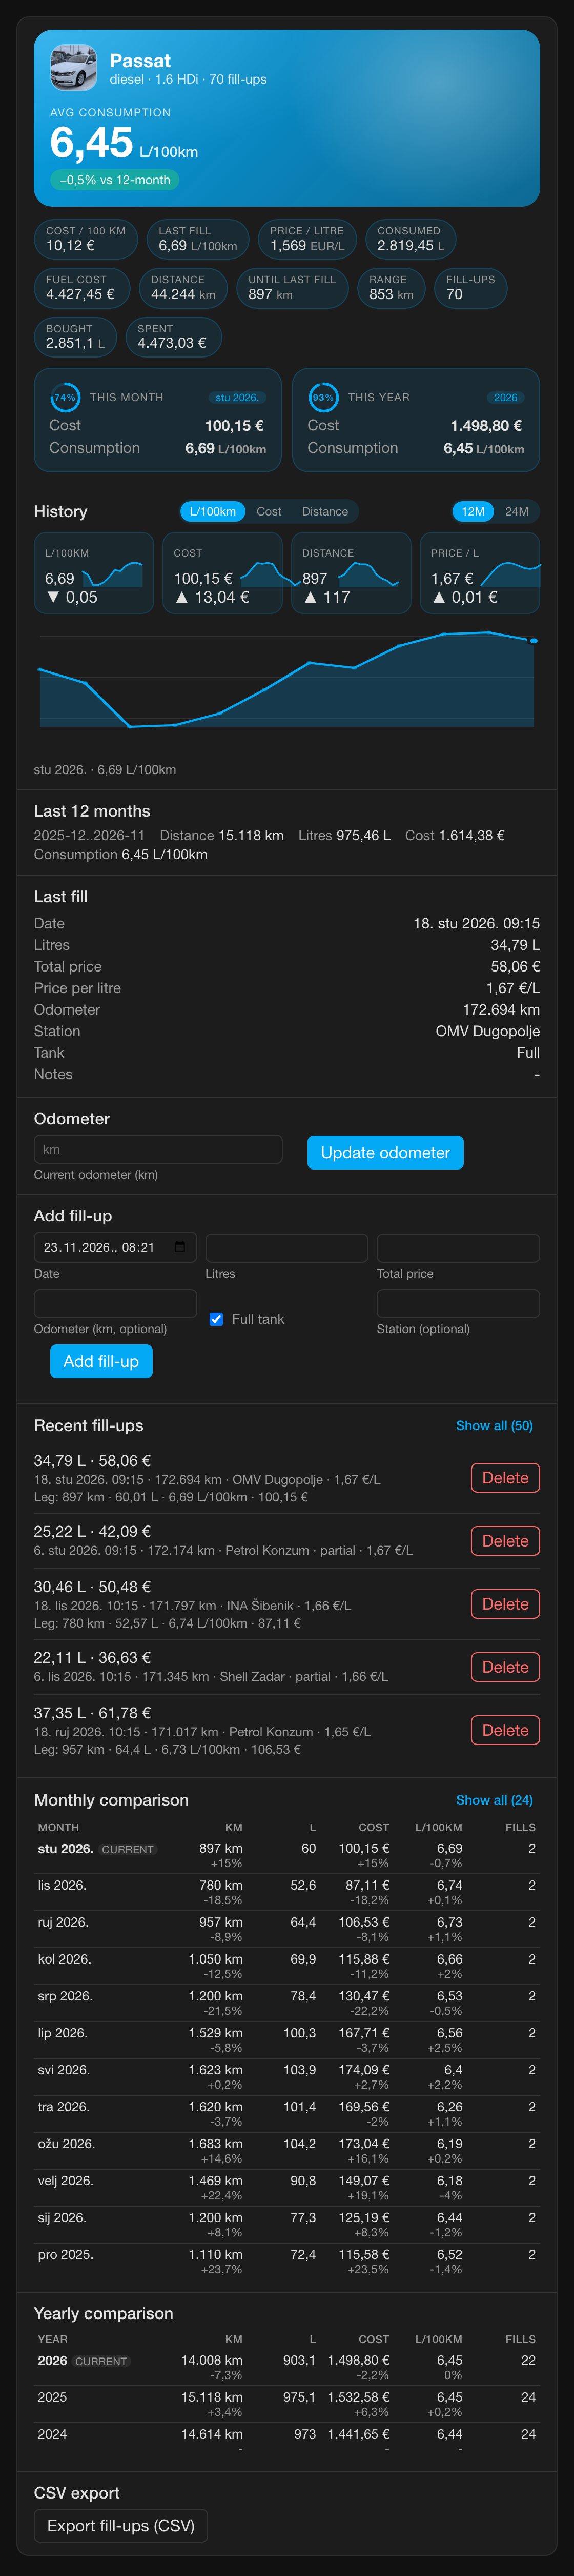 Passat
diesel · 1.6 HDi · 70 fill-ups
AVG CONSUMPTION
6,45 L/100km
−0,5% vs 12-month
COST / 100 KM
10,12 €
LAST FILL
6,69 L/100km
PRICE / LITRE
1,569 EUR/L
CONSUMED
2.819,45 L
FUEL COST
4.427,45 €
DISTANCE
44.244 km
UNTIL LAST FILL
897 km
RANGE
853 km
FILL-UPS
70
BOUGHT
2.851,1 L
SPENT
4.473,03 €
74% THIS MONTH stu 2026.
Cost 100,15 €
Consumption 6,69 L/100km
93% THIS YEAR 2026
Cost 1.498,80 €
Consumption 6,45 L/100km
History L/100km Cost Distance 12M 24M
L/100KM
6,69
▼ 0,05
COST
100,15 €
▲ 13,04 €
DISTANCE
897
▲ 117
PRICE / L
1,67 €
▲ 0,01 €
stu 2026. · 6,69 L/100km
Last 12 months
2025-12..2026-11 Distance 15.118 km Litres 975,46 L Cost 1.614,38 €
Consumption 6,45 L/100km
Last fill
Date 18. stu 2026. 09:15
Litres 34,79 L
Total price 58,06 €
Price per litre 1,67 €/L
Odometer 172.694 km
Station OMV Dugopolje
Tank Full
Notes -
Odometer
km Update odometer
Current odometer (km)
Add fill-up
23.11.2026., 08:21
Date Litres Total price
Full tank
Odometer (km, optional) Station (optional)
Add fill-up
Recent fill-ups Show all (50)
34,79 L · 58,06 €
18. stu 2026. 09:15 · 172.694 km · OMV Dugopolje · 1,67 €/L
Leg: 897 km · 60,01 L · 6,69 L/100km · 100,15 €
Delete
25,22 L · 42,09 €
6. stu 2026. 09:15 · 172.174 km · Petrol Konzum · partial · 1,67 €/L
Delete
30,46 L · 50,48 €
18. lis 2026. 10:15 · 171.797 km · INA Šibenik · 1,66 €/L
Leg: 780 km · 52,57 L · 6,74 L/100km · 87,11 €
Delete
22,11 L · 36,63 €
6. lis 2026. 10:15 · 171.345 km · Shell Zadar · partial · 1,66 €/L
Delete
37,35 L · 61,78 €
18. ruj 2026. 10:15 · 171.017 km · Petrol Konzum · 1,65 €/L
Leg: 957 km · 64,4 L · 6,73 L/100km · 106,53 €
Delete
Monthly comparison Show all (24)
MONTH KM L COST L/100KM FILLS
stu 2026. CURRENT 897 km 60 100,15 € 6,69 2
+15% +15% -0,7%
lis 2026. 780 km 52,6 87,11 € 6,74 2
-18,5% -18,2% +0,1%
ruj 2026. 957 km 64,4 106,53 € 6,73 2
-8,9% -8,1% +1,1%
kol 2026. 1.050 km 69,9 115,88 € 6,66 2
-12,5% -11,2% +2%
srp 2026. 1.200 km 78,4 130,47 € 6,53 2
-21,5% -22,2% -0,5%
lip 2026. 1.529 km 100,3 167,71 € 6,56 2
-5,8% -3,7% +2,5%
svi 2026. 1.623 km 103,9 174,09 € 6,4 2
+0,2% +2,7% +2,2%
tra 2026. 1.620 km 101,4 169,56 € 6,26 2
-3,7% -2% +1,1%
ožu 2026. 1.683 km 104,2 173,04 € 6,19 2
+14,6% +16,1% +0,2%
velj 2026. 1.469 km 90,8 149,07 € 6,18 2
+22,4% +19,1% -4%
sij 2026. 1.200 km 77,3 125,19 € 6,44 2
+8,1% +8,3% -1,2%
pro 2025. 1.110 km 72,4 115,58 € 6,52 2
+23,7% +23,5% -1,4%
Yearly comparison
YEAR KM L COST L/100KM FILLS
2026 CURRENT 14.008 km 903,1 1.498,80 € 6,45 22
-7,3% -2,2% 0%
2025 15.118 km 975,1 1.532,58 € 6,45 24
+3,4% +6,3% +0,2%
2024 14.614 km 973 1.441,65 € 6,44 24
- - -
CSV export
Export fill-ups (CSV)